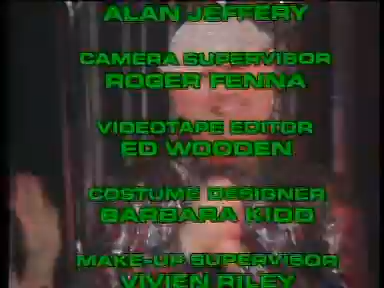 ALAN JEFFERY
CAMERA SUPERVISOR
ROGER FENNA
VIDEOTAPE EDITOR
ED WOODEN
COSTUME DESIGNER
BARBARA KIDD
MAKE-UP SUPERVISOR
VIVIEN RILEY